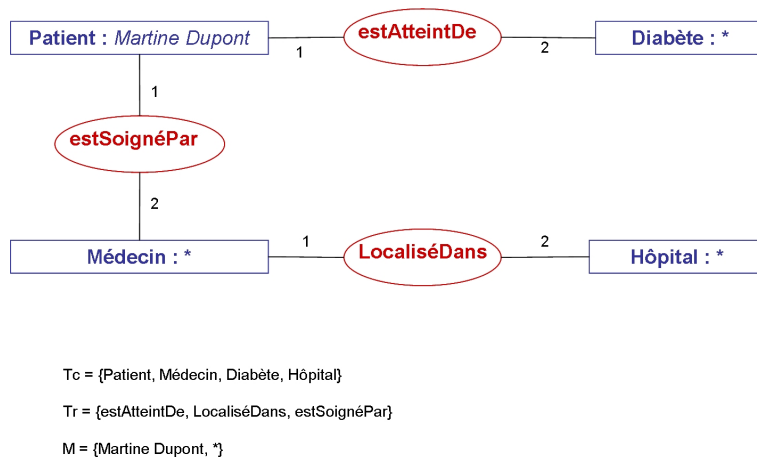 Patient : Martine Dupont
1
estAtteintDe
2
Diabète : *
1
estSoignéPar
2
Médecin : *
1
LocaliséDans
2
Hôpital : *
Tc = {Patient, Médecin, Diabète, Hôpital}
Tr = {estAtteintDe, LocaliséDans, estSoignéPar}
M = {Martine Dupont, *}